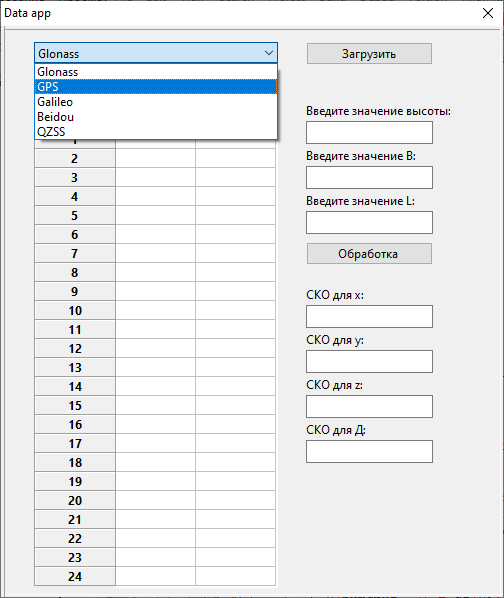 Data app
Glonass
Загрузить
Glonass
GPS
Galileo
Beidou
QZSS
2
3
4
5
6
7
8
9
10
11
12
13
14
15
16
17
18
19
20
21
22
23
24
Введите значение высоты:
Введите значение B:
Введите значение L:
Обработка
СКО для x:
СКО для y:
СКО для z:
СКО для Д: